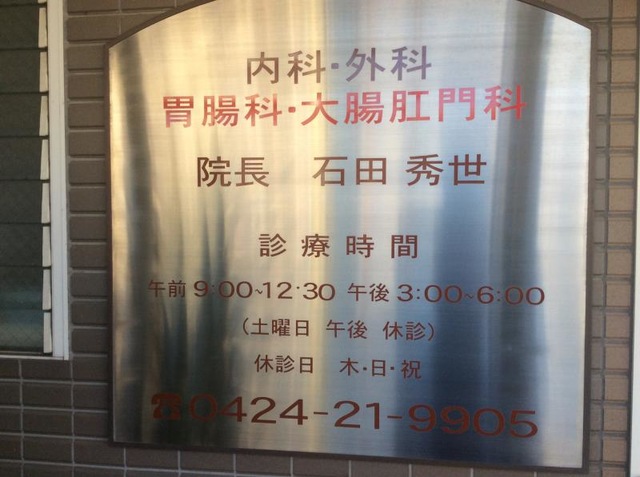 内科・外科
胃腸科・大腸肛門科
院長 石田 秀世
診療時間
午前 9:00~12:30 午後 3:00~6:00
(土曜日 午後 休診)
休診日 木・日・祝
☎0424-21-9905